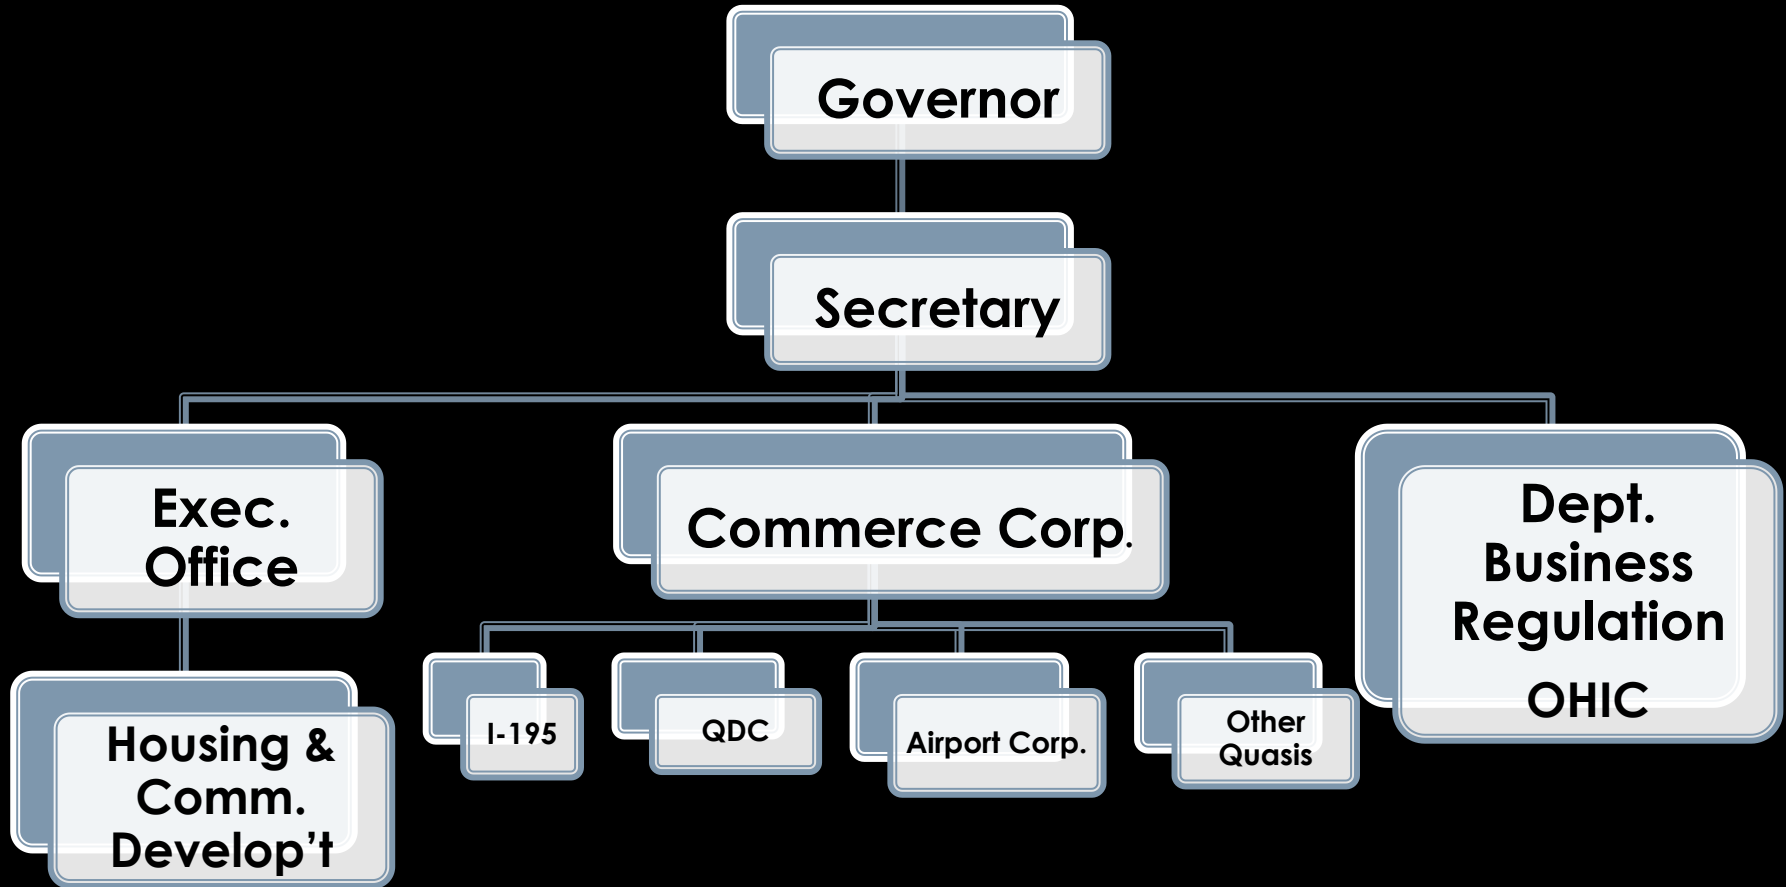 Governor
Secretary
Exec.
Office
Commerce Corp.
Dept.
Business
Regulation
OHIC
Housing &
Comm.
Develop’t
I-195
QDC
Airport Corp.
Other
Quasis